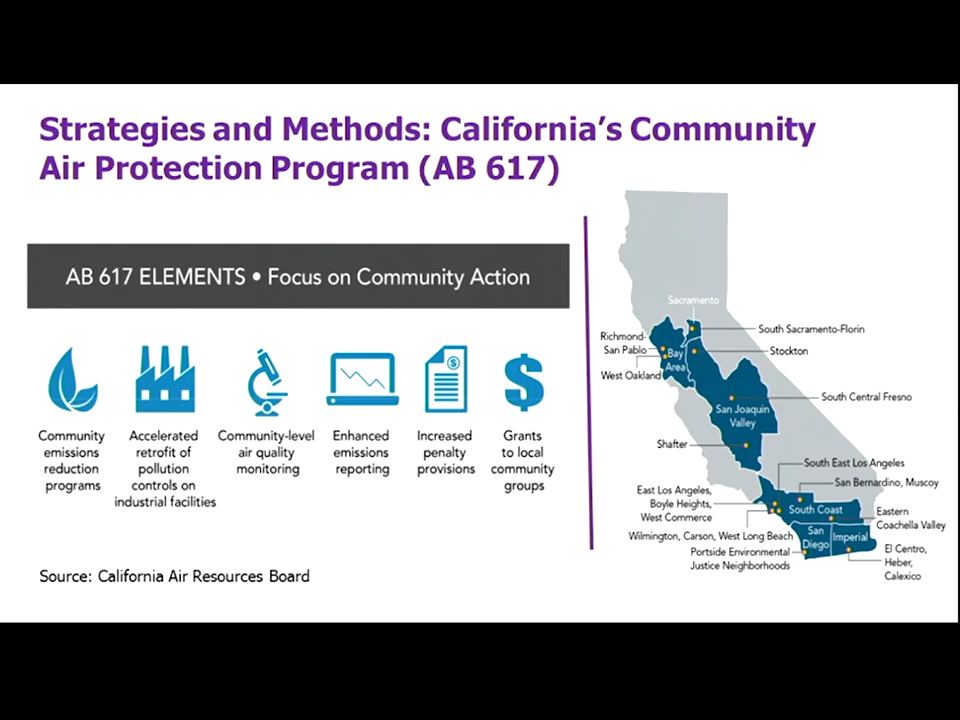 Strategies and Methods: California's Community
Air Protection Program (AB 617)
AB 617 ELEMENTS • Focus on Community Action
Community
emissions
reduction
programs
Accelerated
retrofit of
pollution
controls on
industrial facilities
Community-level
air quality
monitoring
Enhanced
emissions
reporting
$
Increased
penalty
provisions
$
Grants
to local
community
groups
Source: California Air Resources Board
Sacramento
Richmond-
San Pablo
West Oakland
Bay
Area
South Sacramento-Florin
Stockton
South Central Fresno
San Joaquin
Valley
Shafter
South East Los Angeles
San Bernardino, Muscoy
East Los Angeles,
Boyle Heights,
West Commerce
South Coast
Eastern
Coachella Valley
Wilmington, Carson, West Long Beach
San
Diego
Imperial
Portside Environmental
Justice Neighborhoods
El Centro,
Heber,
Calexico